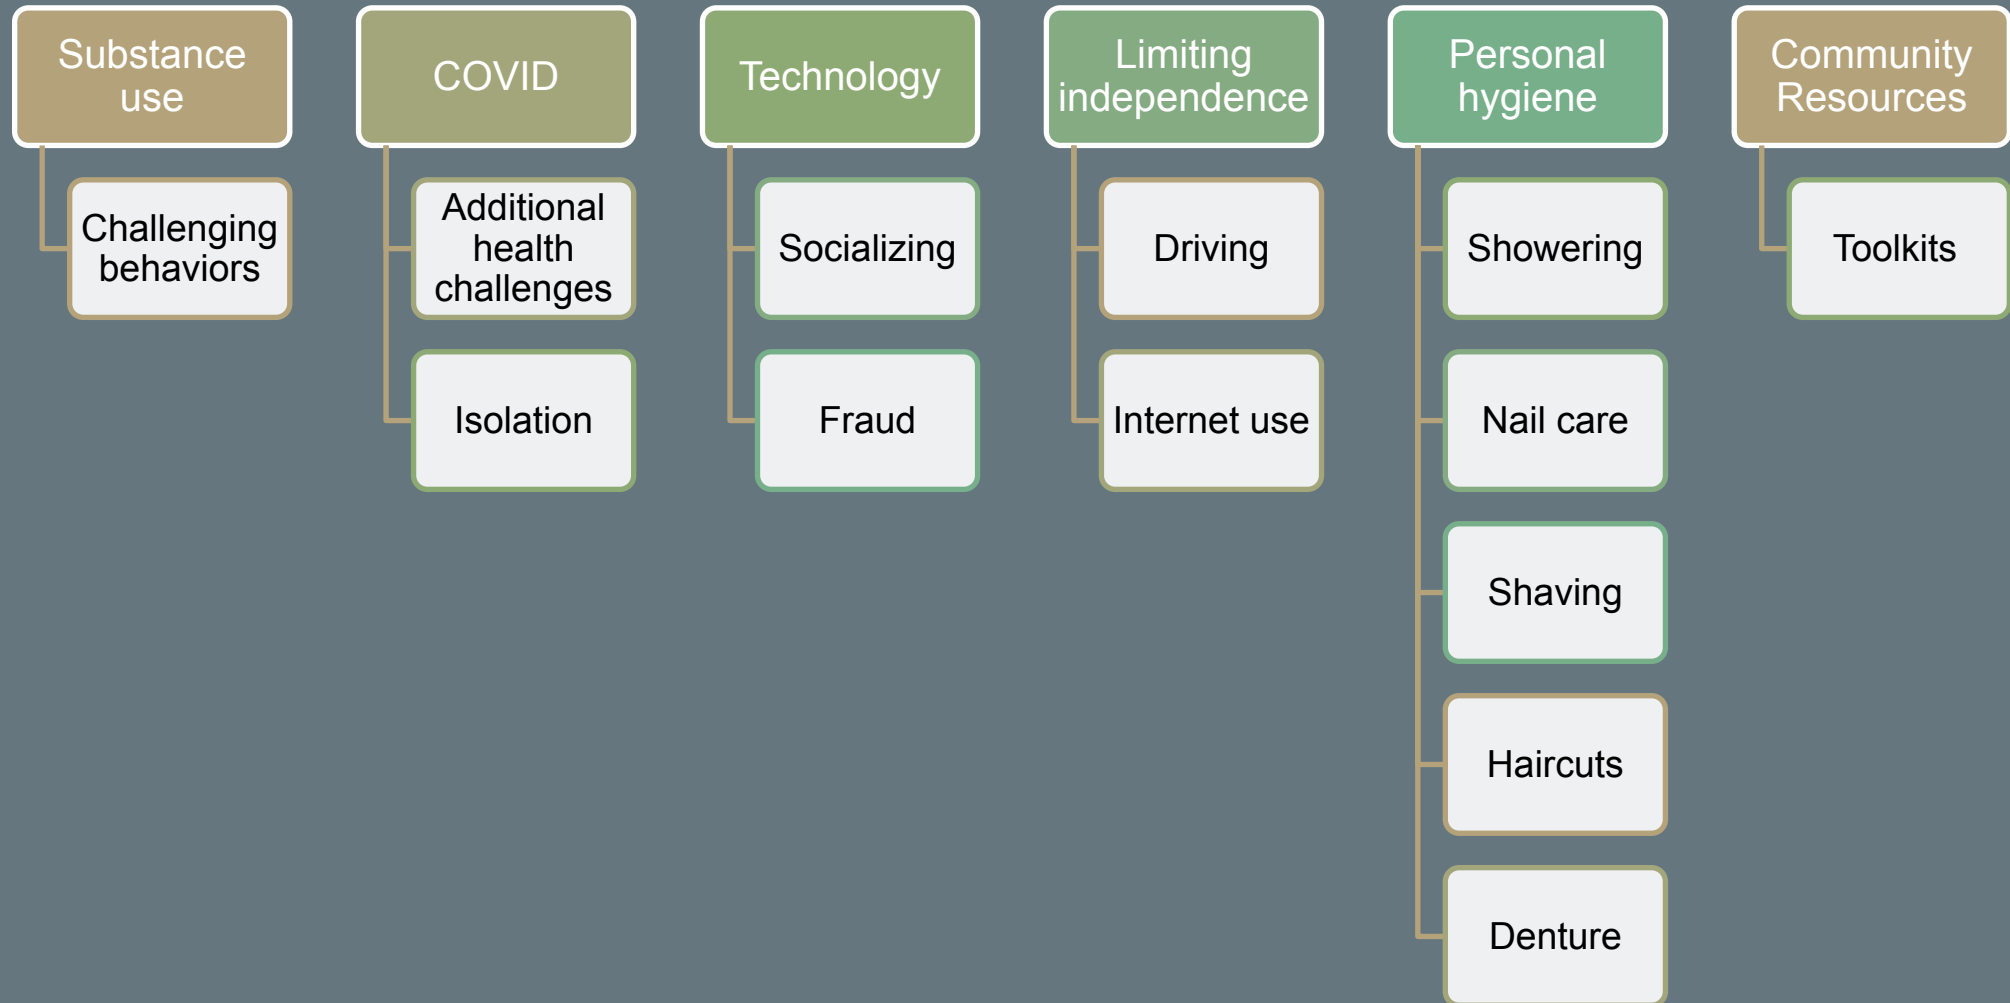 Substance
use
Challenging
behaviors
COVID
Additional
health
challenges
Isolation
Technology
Socializing
Fraud
Limiting
independence
Driving
Internet use
Personal
hygiene
Showering
Nail care
Shaving
Haircuts
Denture
Community
Resources
Toolkits